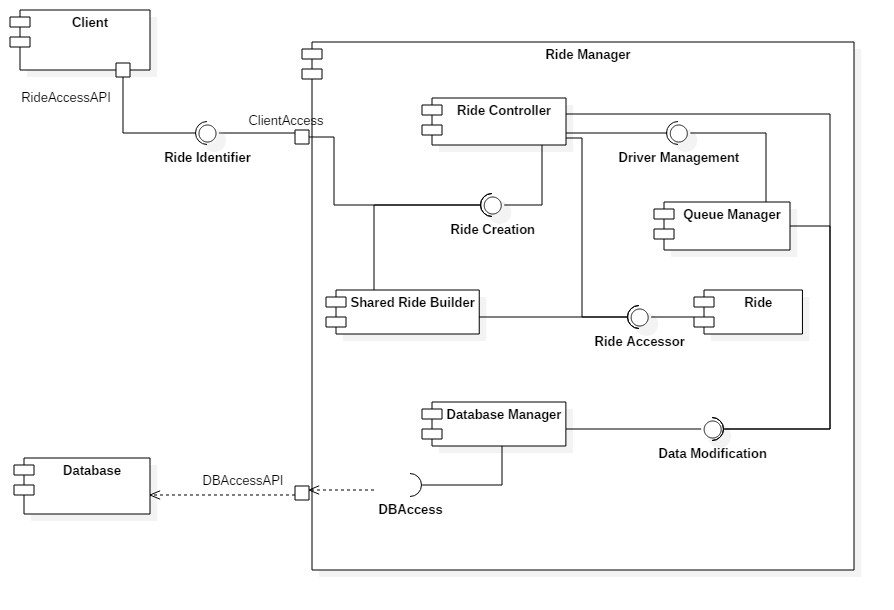 Client
Ride Manager
RideAccessAPI
Ride Controller
ClientAccess
Ride Identifier
Driver Management
Queue Manager
Ride Creation
Shared Ride Builder
Ride
Ride Accessor
Database Manager
Data Modification
Database
DBAccessAPI
DBAccess